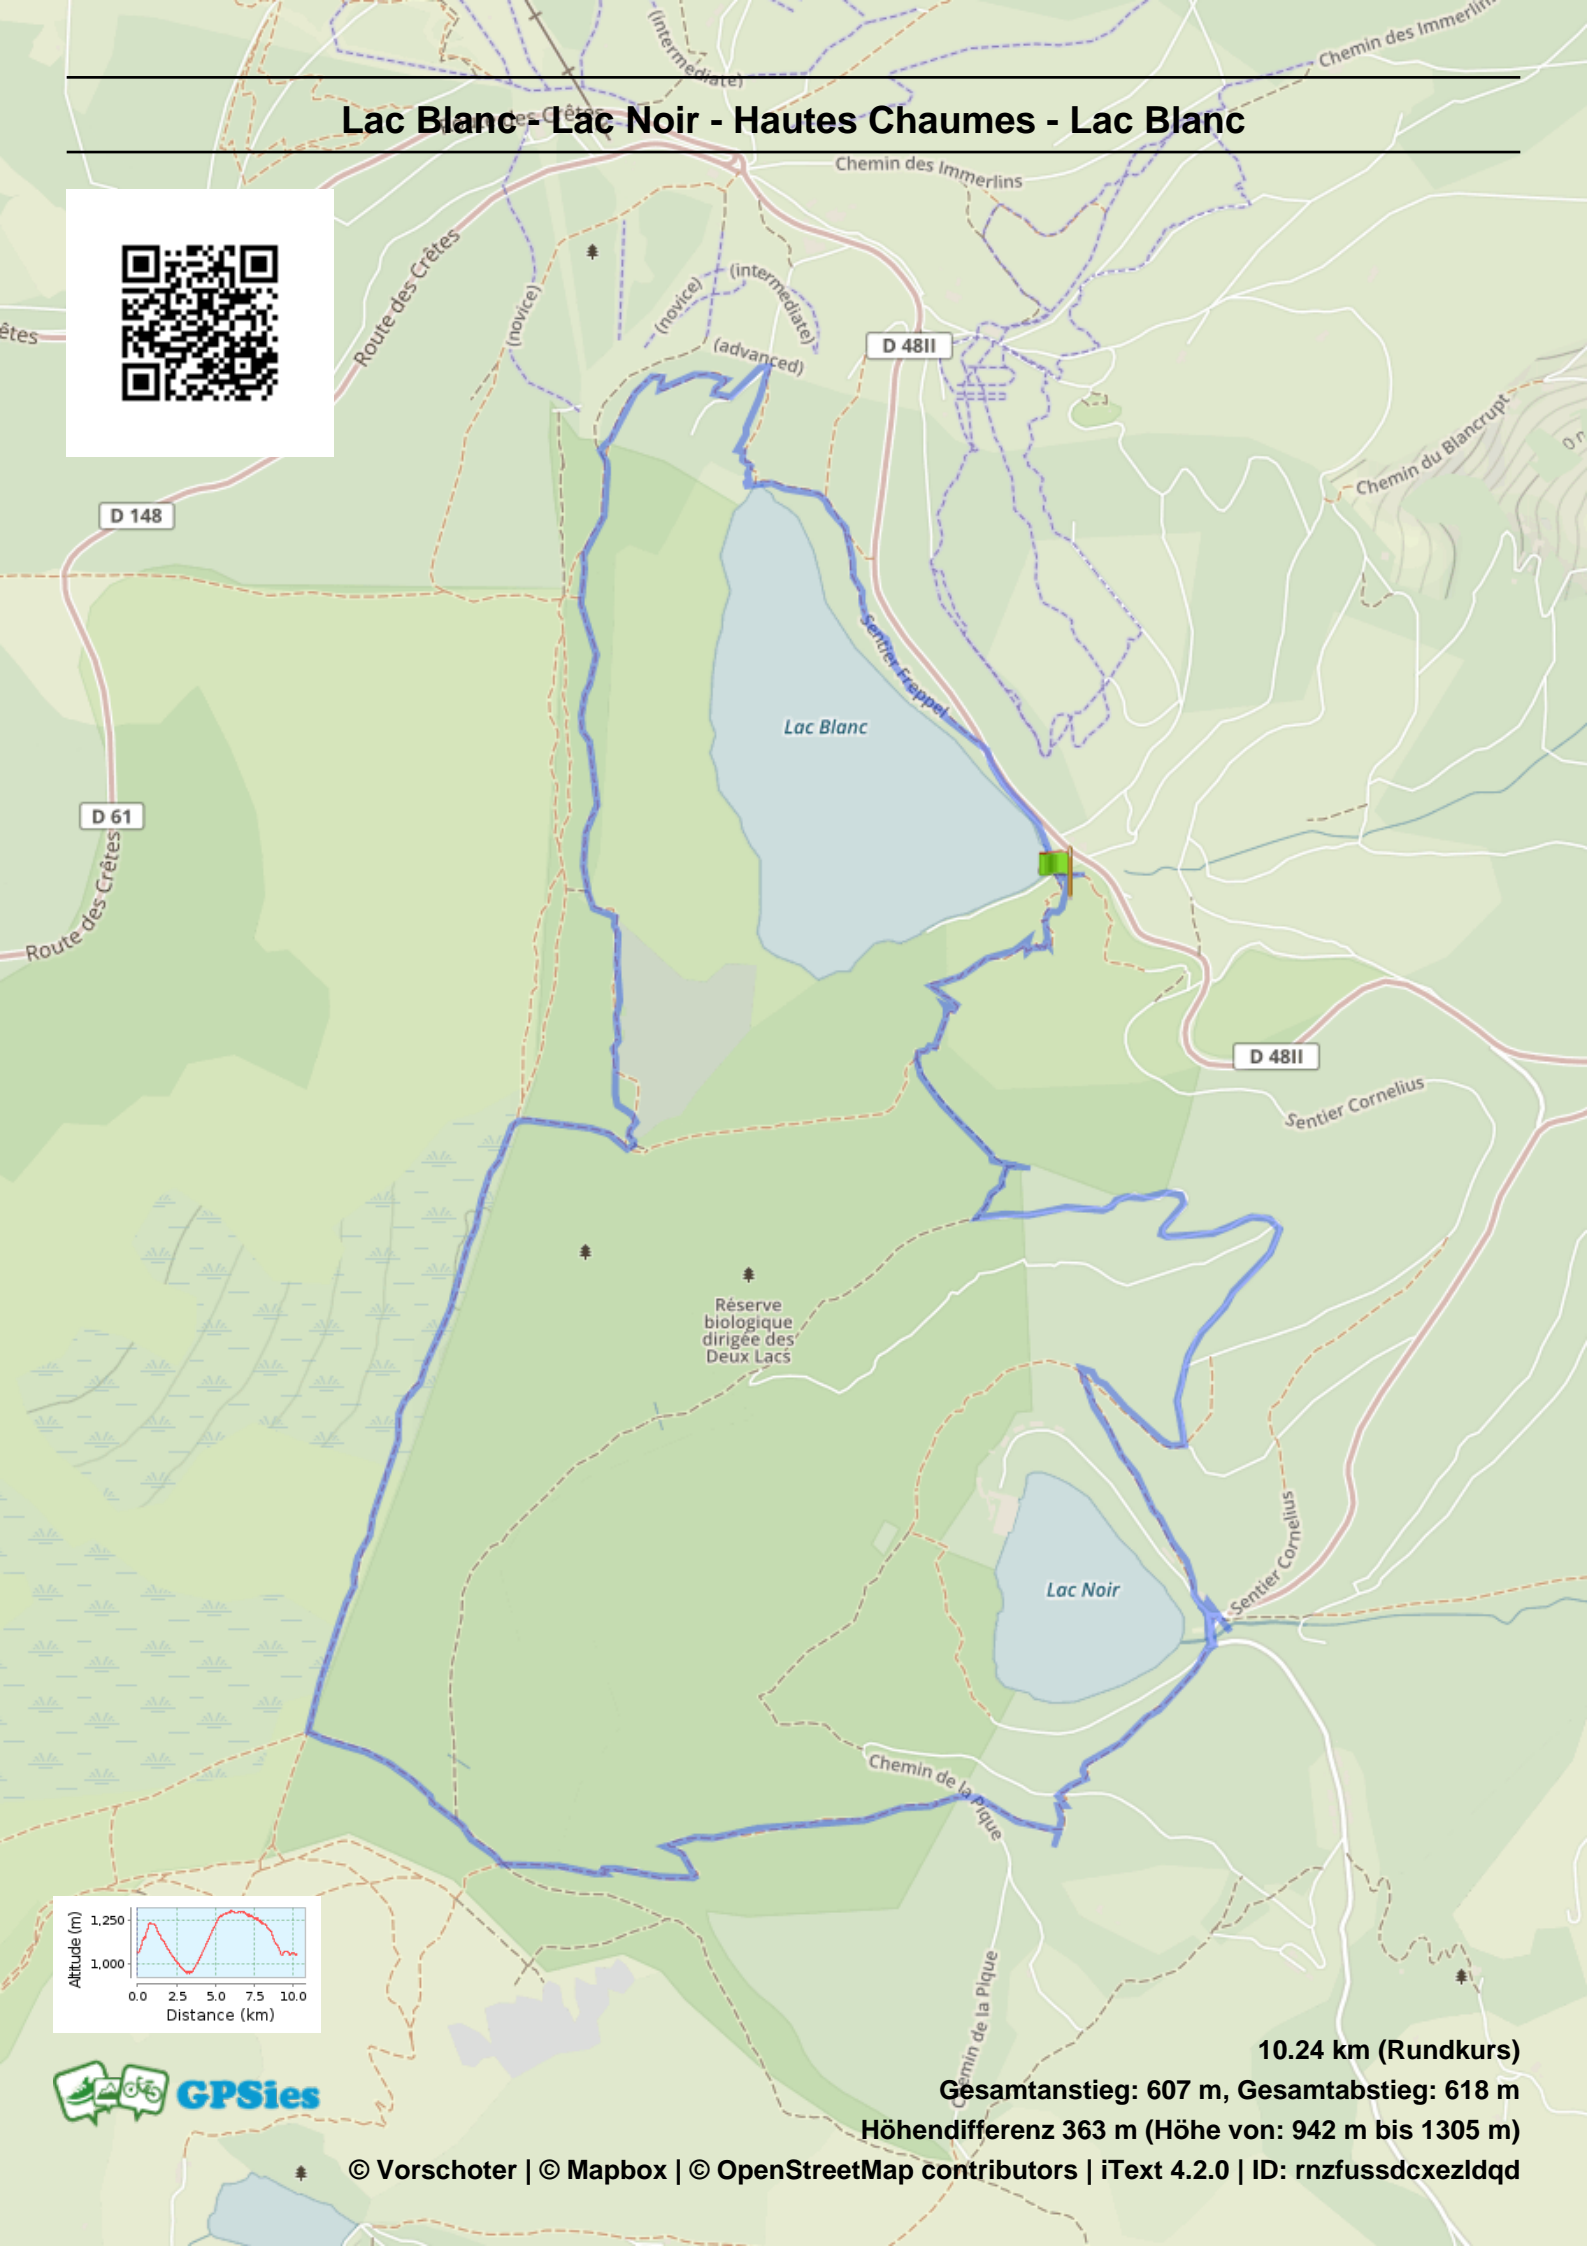 (intermediate)
Chemin des Immerlins
Route des Crêtes
Lac Blanc - Lac Noir - Hautes Chaumes - Lac Blanc
Chemin des Immerlins
Route des Crêtes
êtes
(novice)
(novice)
(intermediate)
(advanced)
D 48II
Chemin du Blancrupt
D 148
Sentier Freppel
Lac Blanc
D 61
Route des Crêtes
D 48II
Sentier Cornelius
Réserve
biologique
dirigée des
Deux Lacs
Sentier Cornelius
Lac Noir
Chemin de la Pique
Chemin de la Pique
Altitude (m)
1,250
1,000
0.0 2.5 5.0 7.5 10.0
Distance (km)
GPSies
10.24 km (Rundkurs)
Gesamtanstieg: 607 m, Gesamtabstieg: 618 m
Höhendifferenz 363 m (Höhe von: 942 m bis 1305 m)
© Vorschoter | © Mapbox | © OpenStreetMap contributors | iText 4.2.0 | ID: rnzfussdcxezldqd